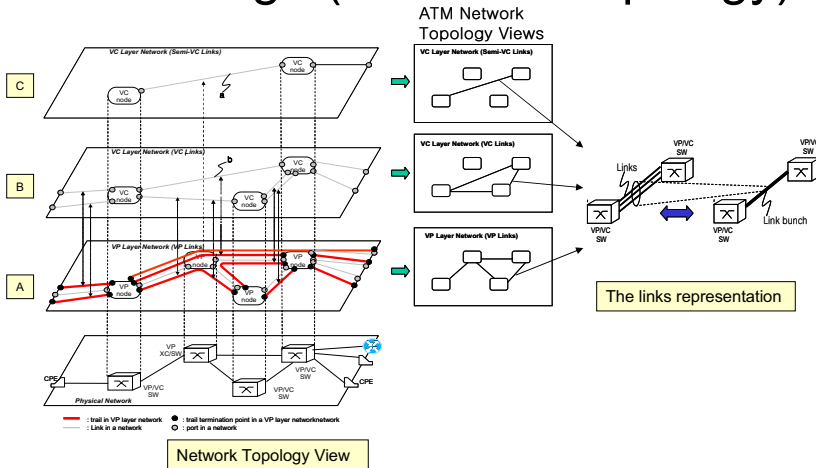 ATM Network
Topology Views
VC Layer Network (Semi-VC Links)
C
VC
node
VC
node
a
VC Layer Network (VC Links)
B
b
VC
node
VC
node
VC
node
VP Layer Network (VP Links)
A
VP
node
VP
node
VP
node
VP
node
VP
XC/SW
CPE
VP/VC
SW
VP/VC
SW
VP/VC
SW
CPE
Physical Network
: trail in VP layer network
: trail termination point in a VP layer networknetwork
: Link in a network
: port in a network
Network Topology View
VC Layer Network (Semi-VC Links)
VC Layer Network (VC Links)
VP Layer Network (VP Links)
Links
VP/VC
SW
VP/VC
SW
VP/VC
SW
VP/VC
SW
Link bunch
The links representation